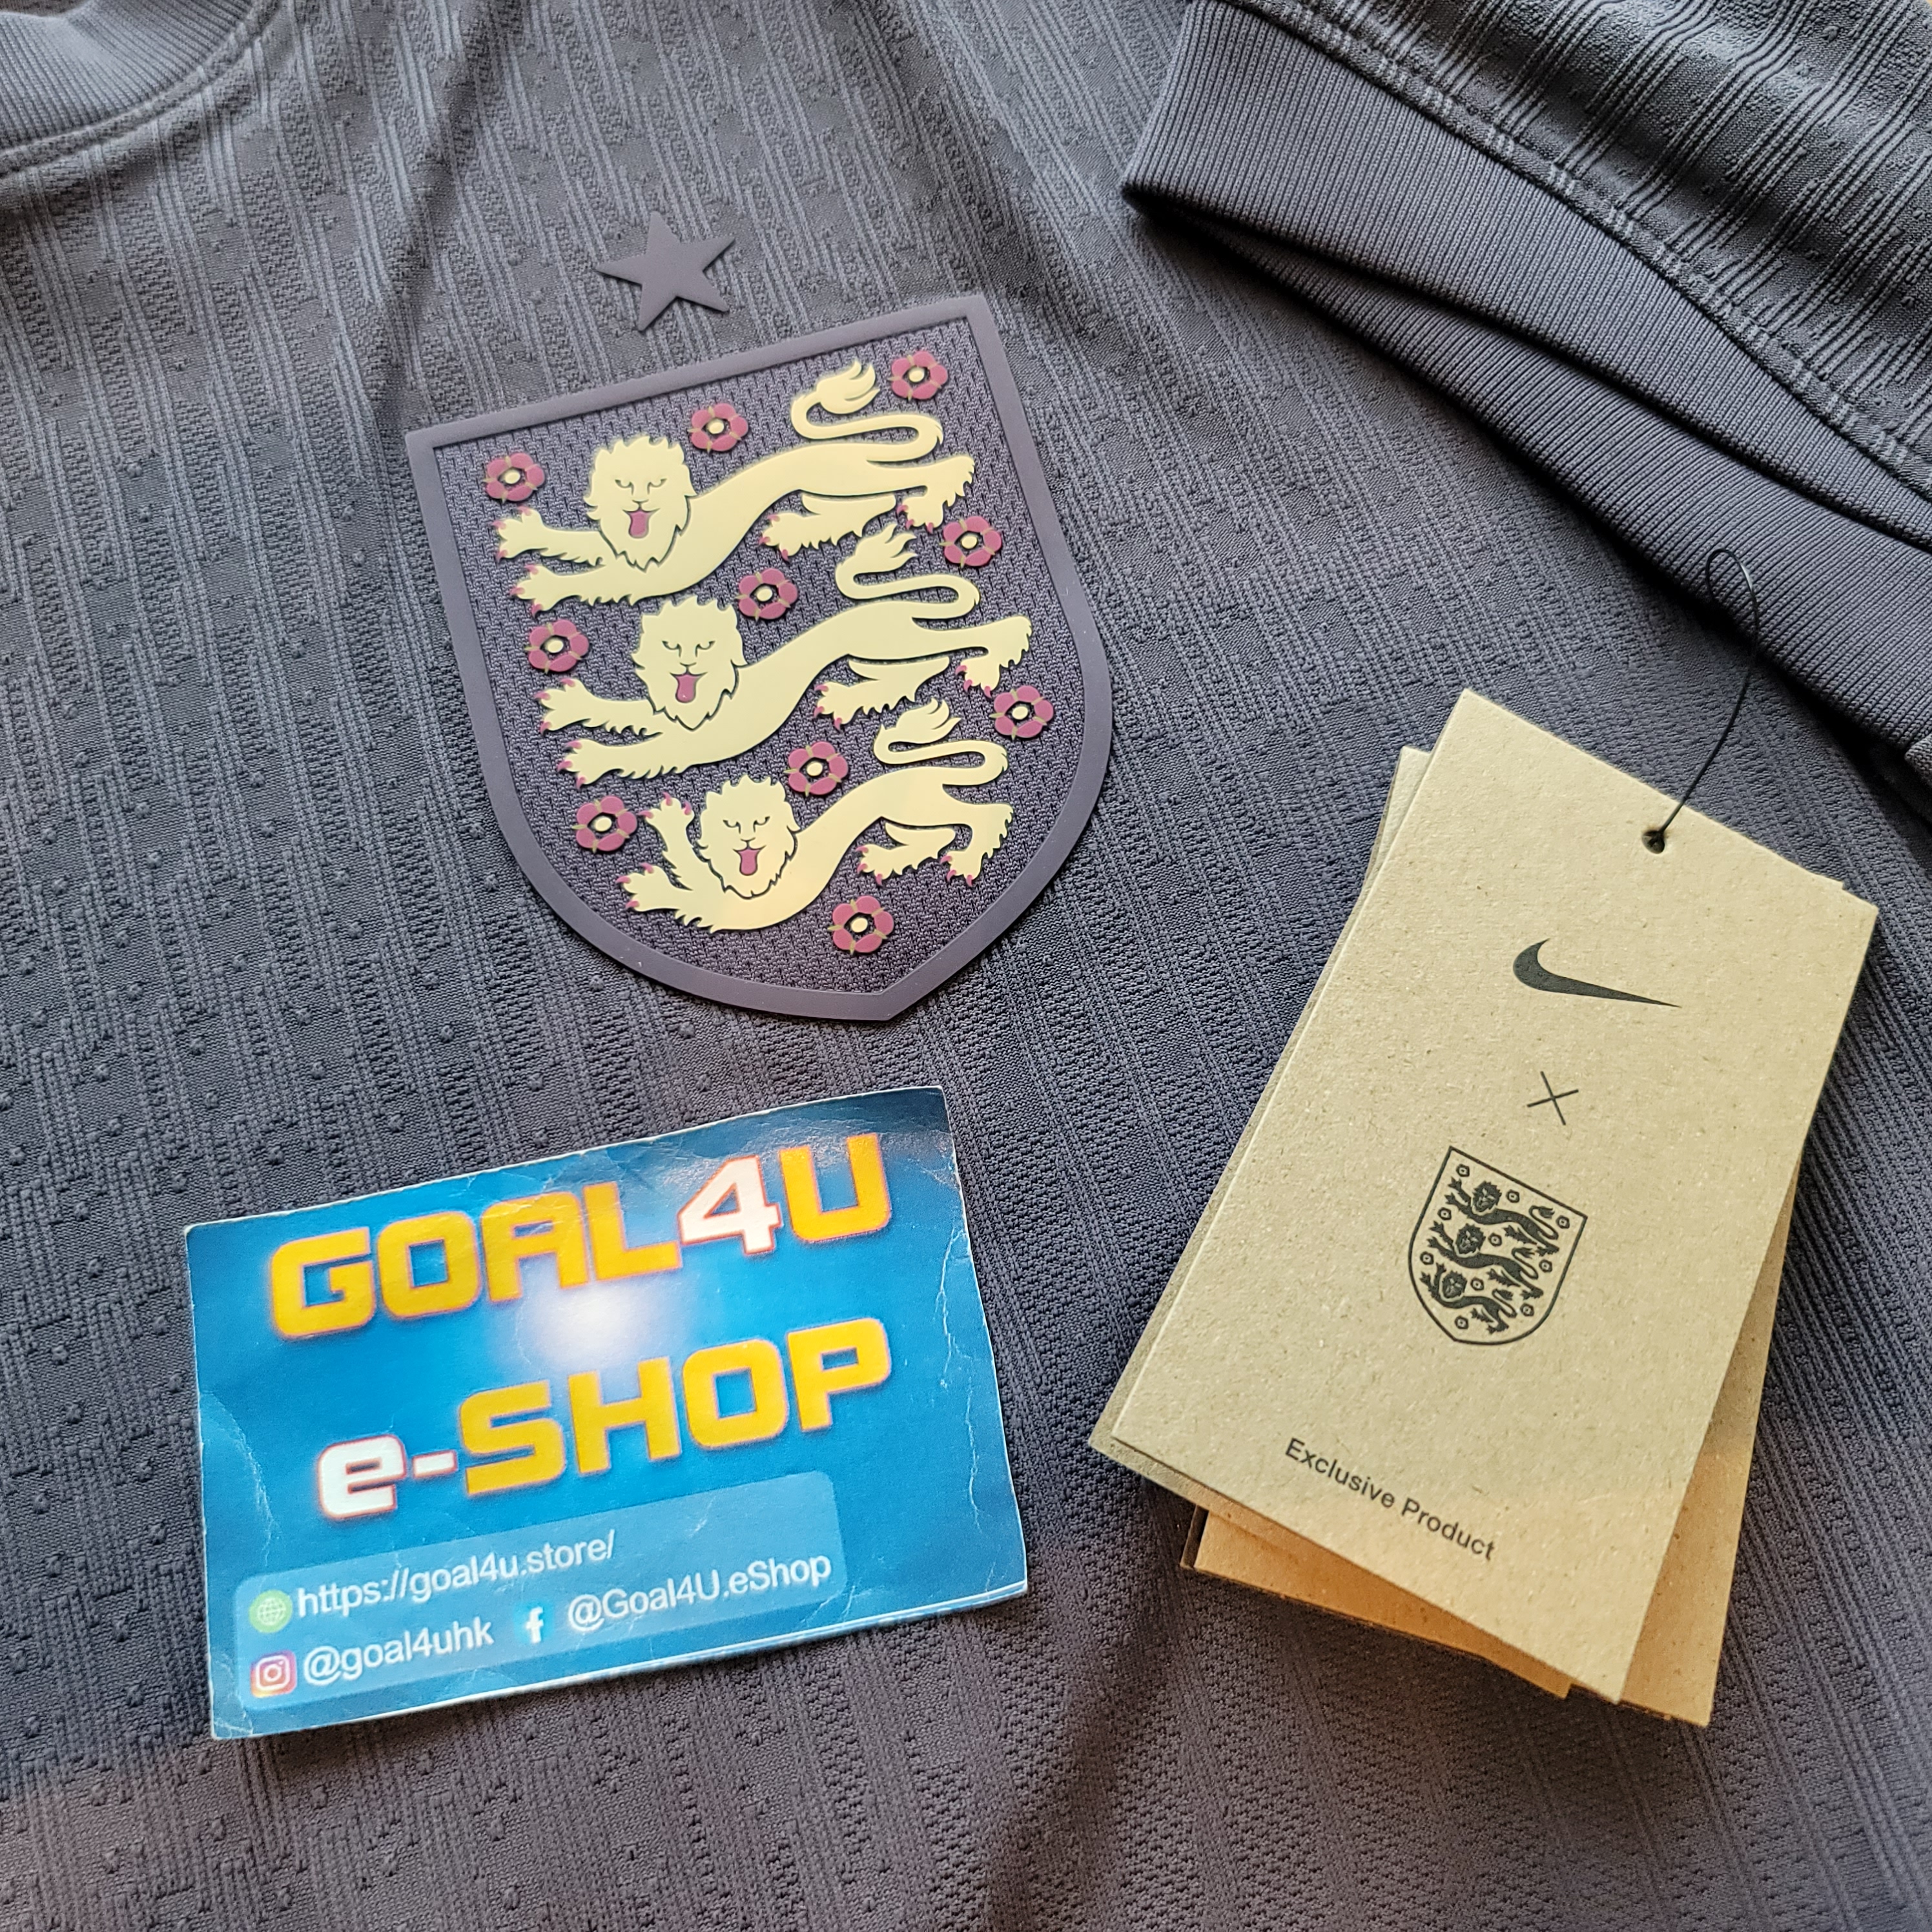 GOAL4U
e-SHOP
https://goal4u.store/
@goal4uhk @Goal4U.eShop
Exclusive Product